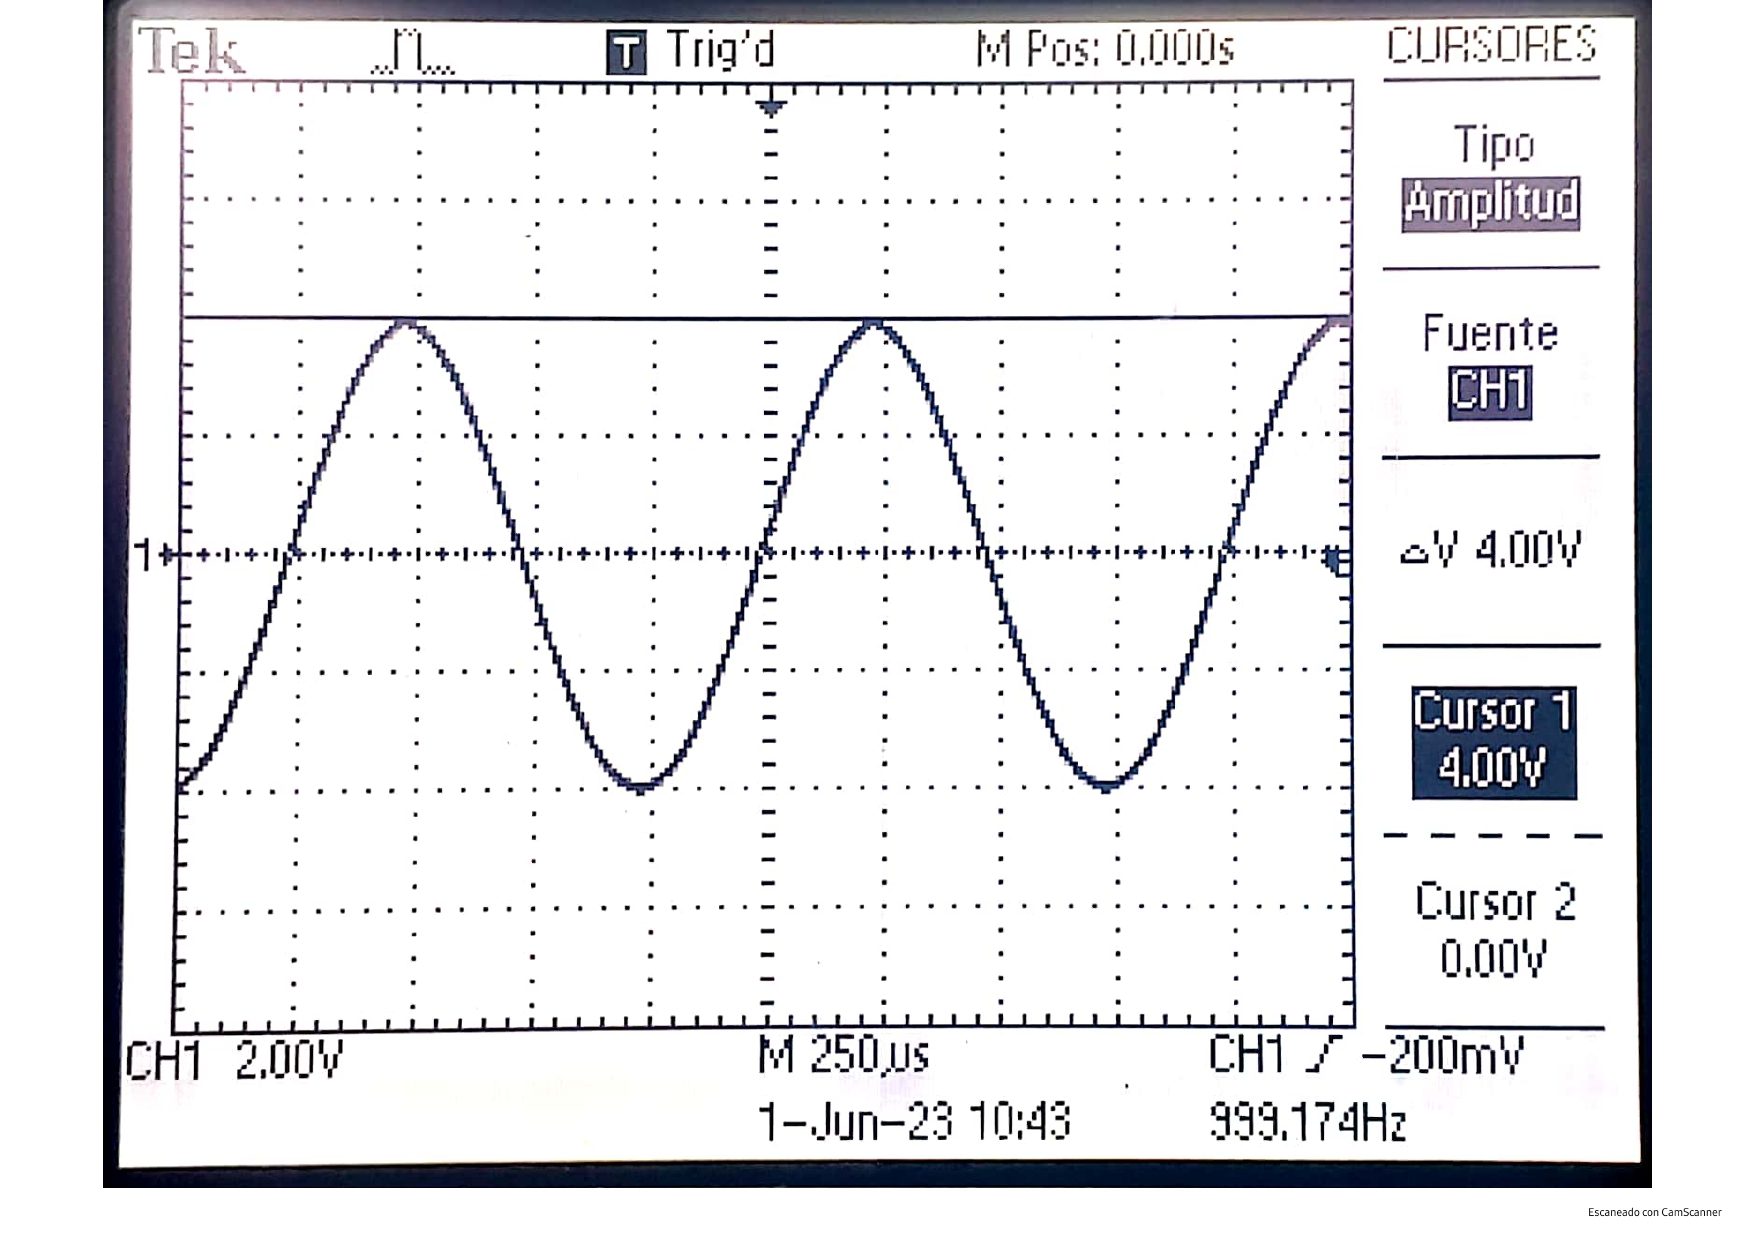 Tek T Trig'd M Pos: 0.000s CURSORES
Tipo
Amplitud
Fuente
CH1
1
△V 4.00V
Cursor 1
4.00V
Cursor 2
0.00V
CH1 2.00V M 250µs CH1 -200mV
1-Jun-23 10:43 999.174Hz
Escaneado con CamScanner